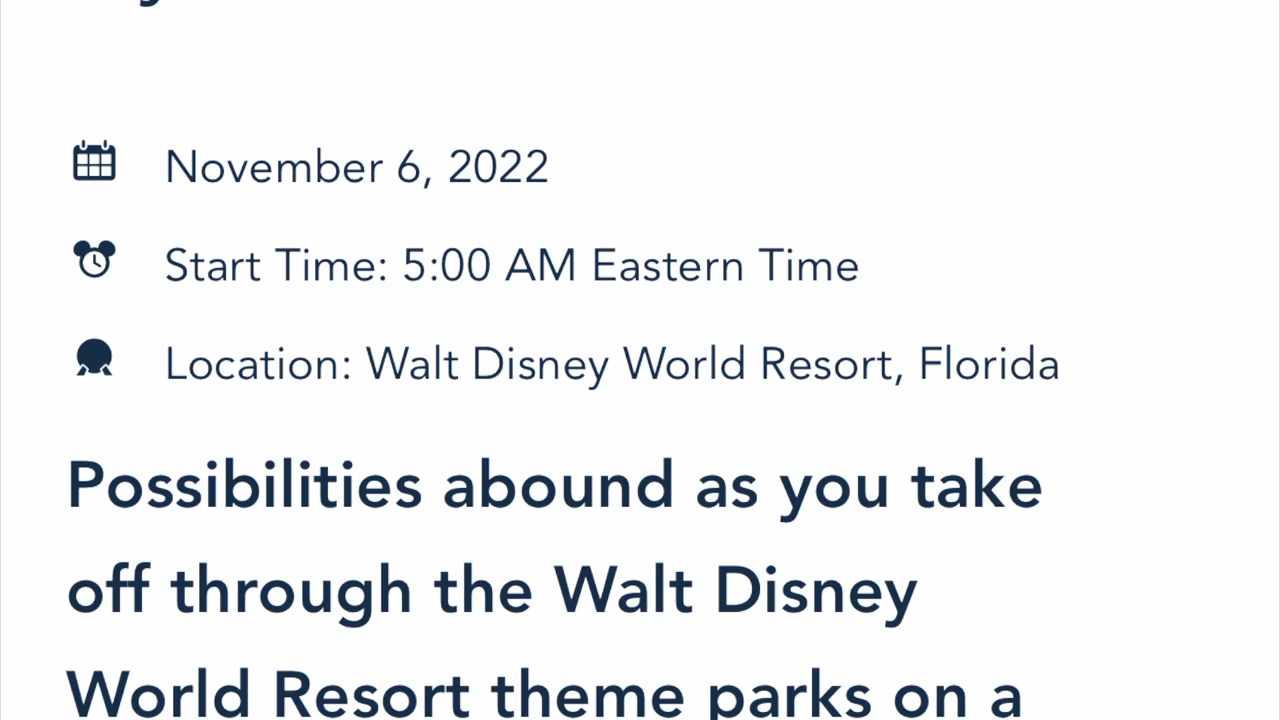 November 6, 2022
Start Time: 5:00 AM Eastern Time
Location: Walt Disney World Resort, Florida
Possibilities abound as you take
off through the Walt Disney
World Resort theme parks on a